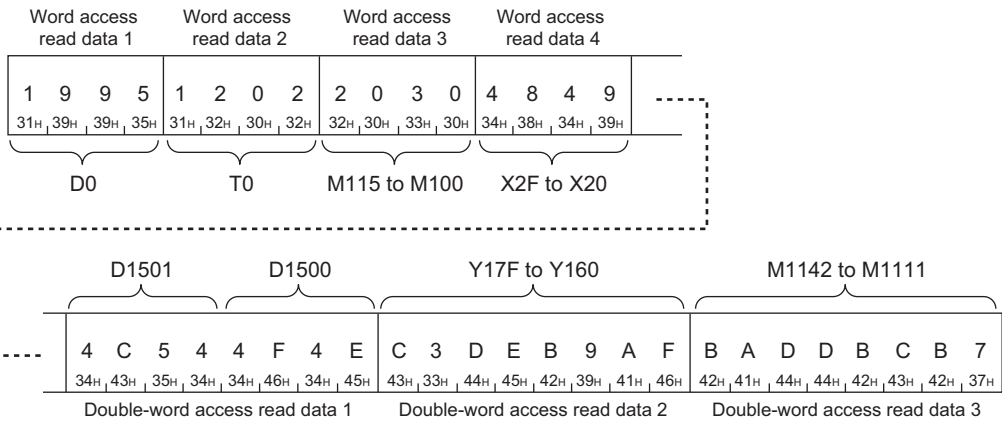 Word access Word access Word access Word access
read data 1 read data 2 read data 3 read data 4
1 9 9 5 1 2 0 2 2 0 3 0 4 8 4 9
31H 39H 39H 35H 31H 32H 30H 32H 32H 30H 33H 30H 34H 38H 34H 39H
D0 T0 M115 to M100 X2F to X20
D1501 D1500 Y17F to Y160 M1142 to M1111
4 C 5 4 4 F 4 E C 3 D E B 9 A F B A D D B C B 7
34H 43H 35H 34H 34H 46H 34H 45H 43H 33H 44H 45H 42H 39H 41H 46H 42H 41H 44H 44H 42H 43H 42H 37H
Double-word access read data 1 Double-word access read data 2 Double-word access read data 3